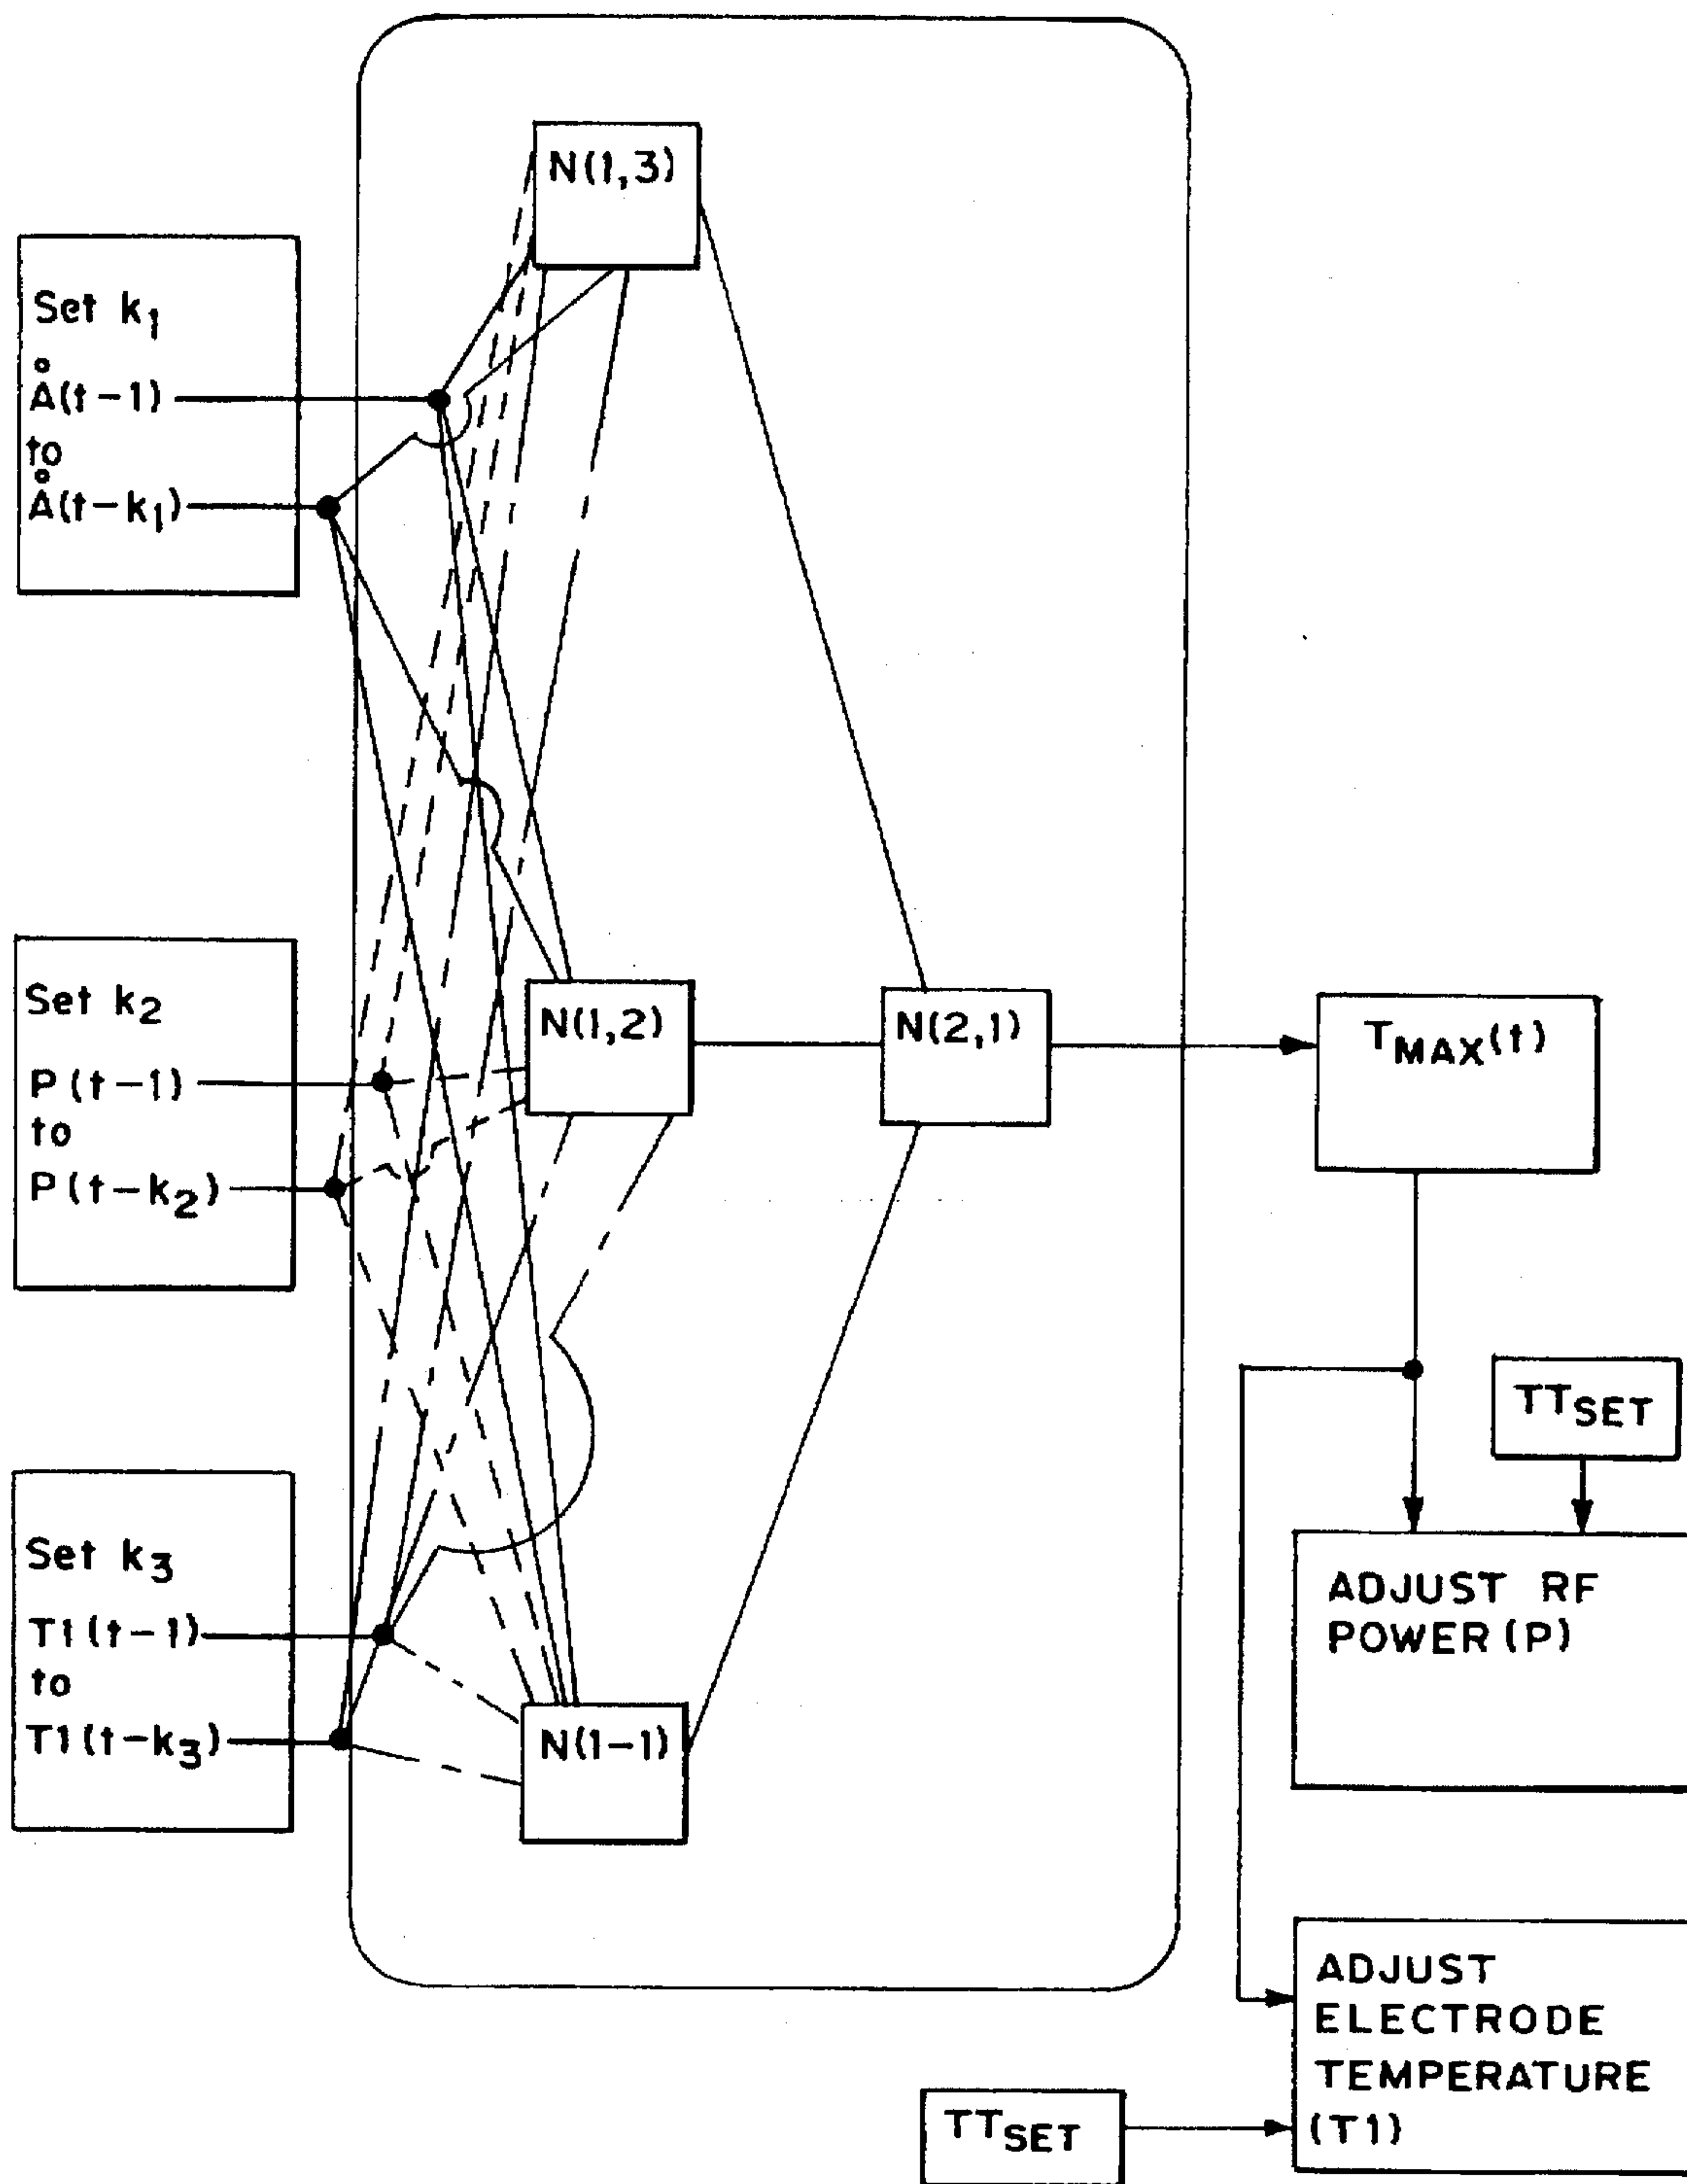 N(1,3)
Set k₁
Å(t-1)
to
Å(t-k₁)
Set k₂
P(t-1)
to
P(t-k₂)
N(1,2)
N(2,1)
TMAX(t)
TTSET
Set k₃
T1(t-1)
to
T1(t-k₃)
N(1-1)
ADJUST RF
POWER(P)
ADJUST
ELECTRODE
TEMPERATURE
(T1)
TTSET